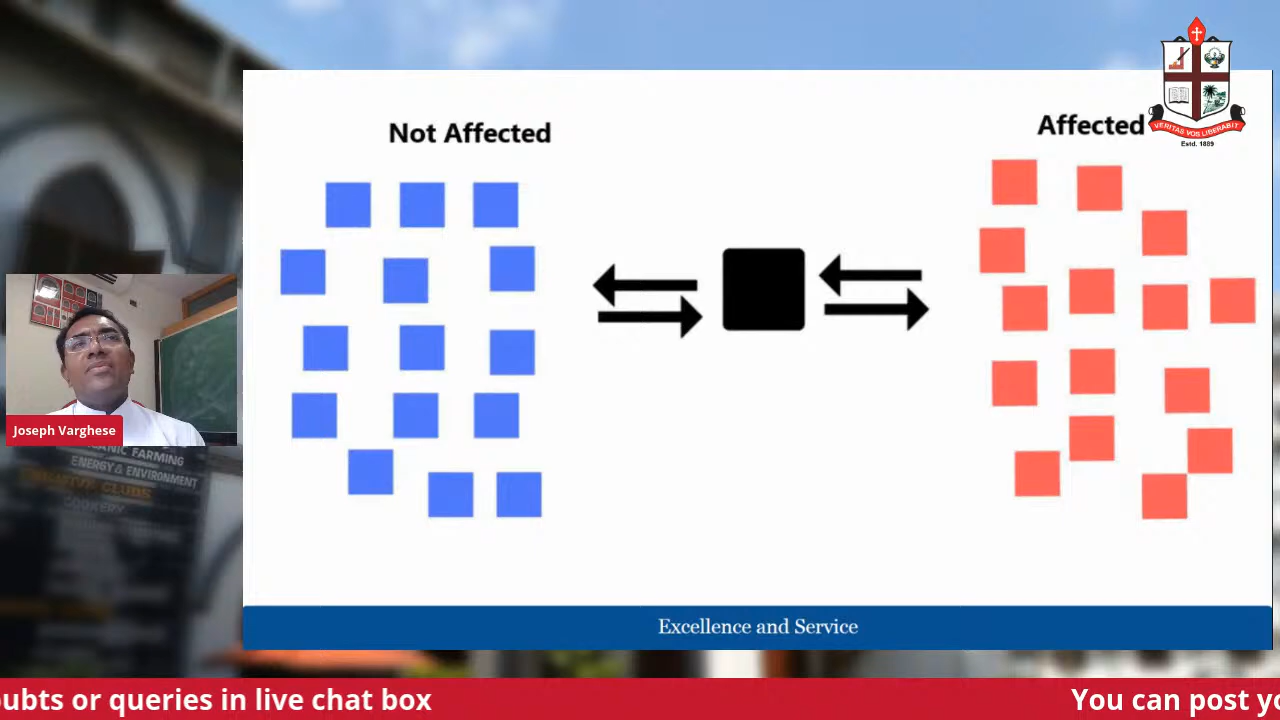 Not Affected
Affected
VERITAS VOS LIBERABIT
Estd. 1889
Joseph Varghese
ORGANIC FARMING
ENERGY & ENVIRONMENT
CREATIVE CLUBS
COOKERY
Excellence and Service
oubts or queries in live chat box
You can post yo